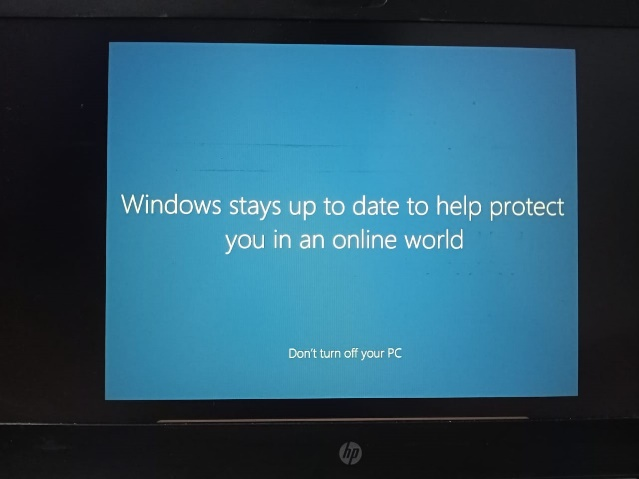 Windows stays up to date to help protect
you in an online world
Don't turn off your PC
hp